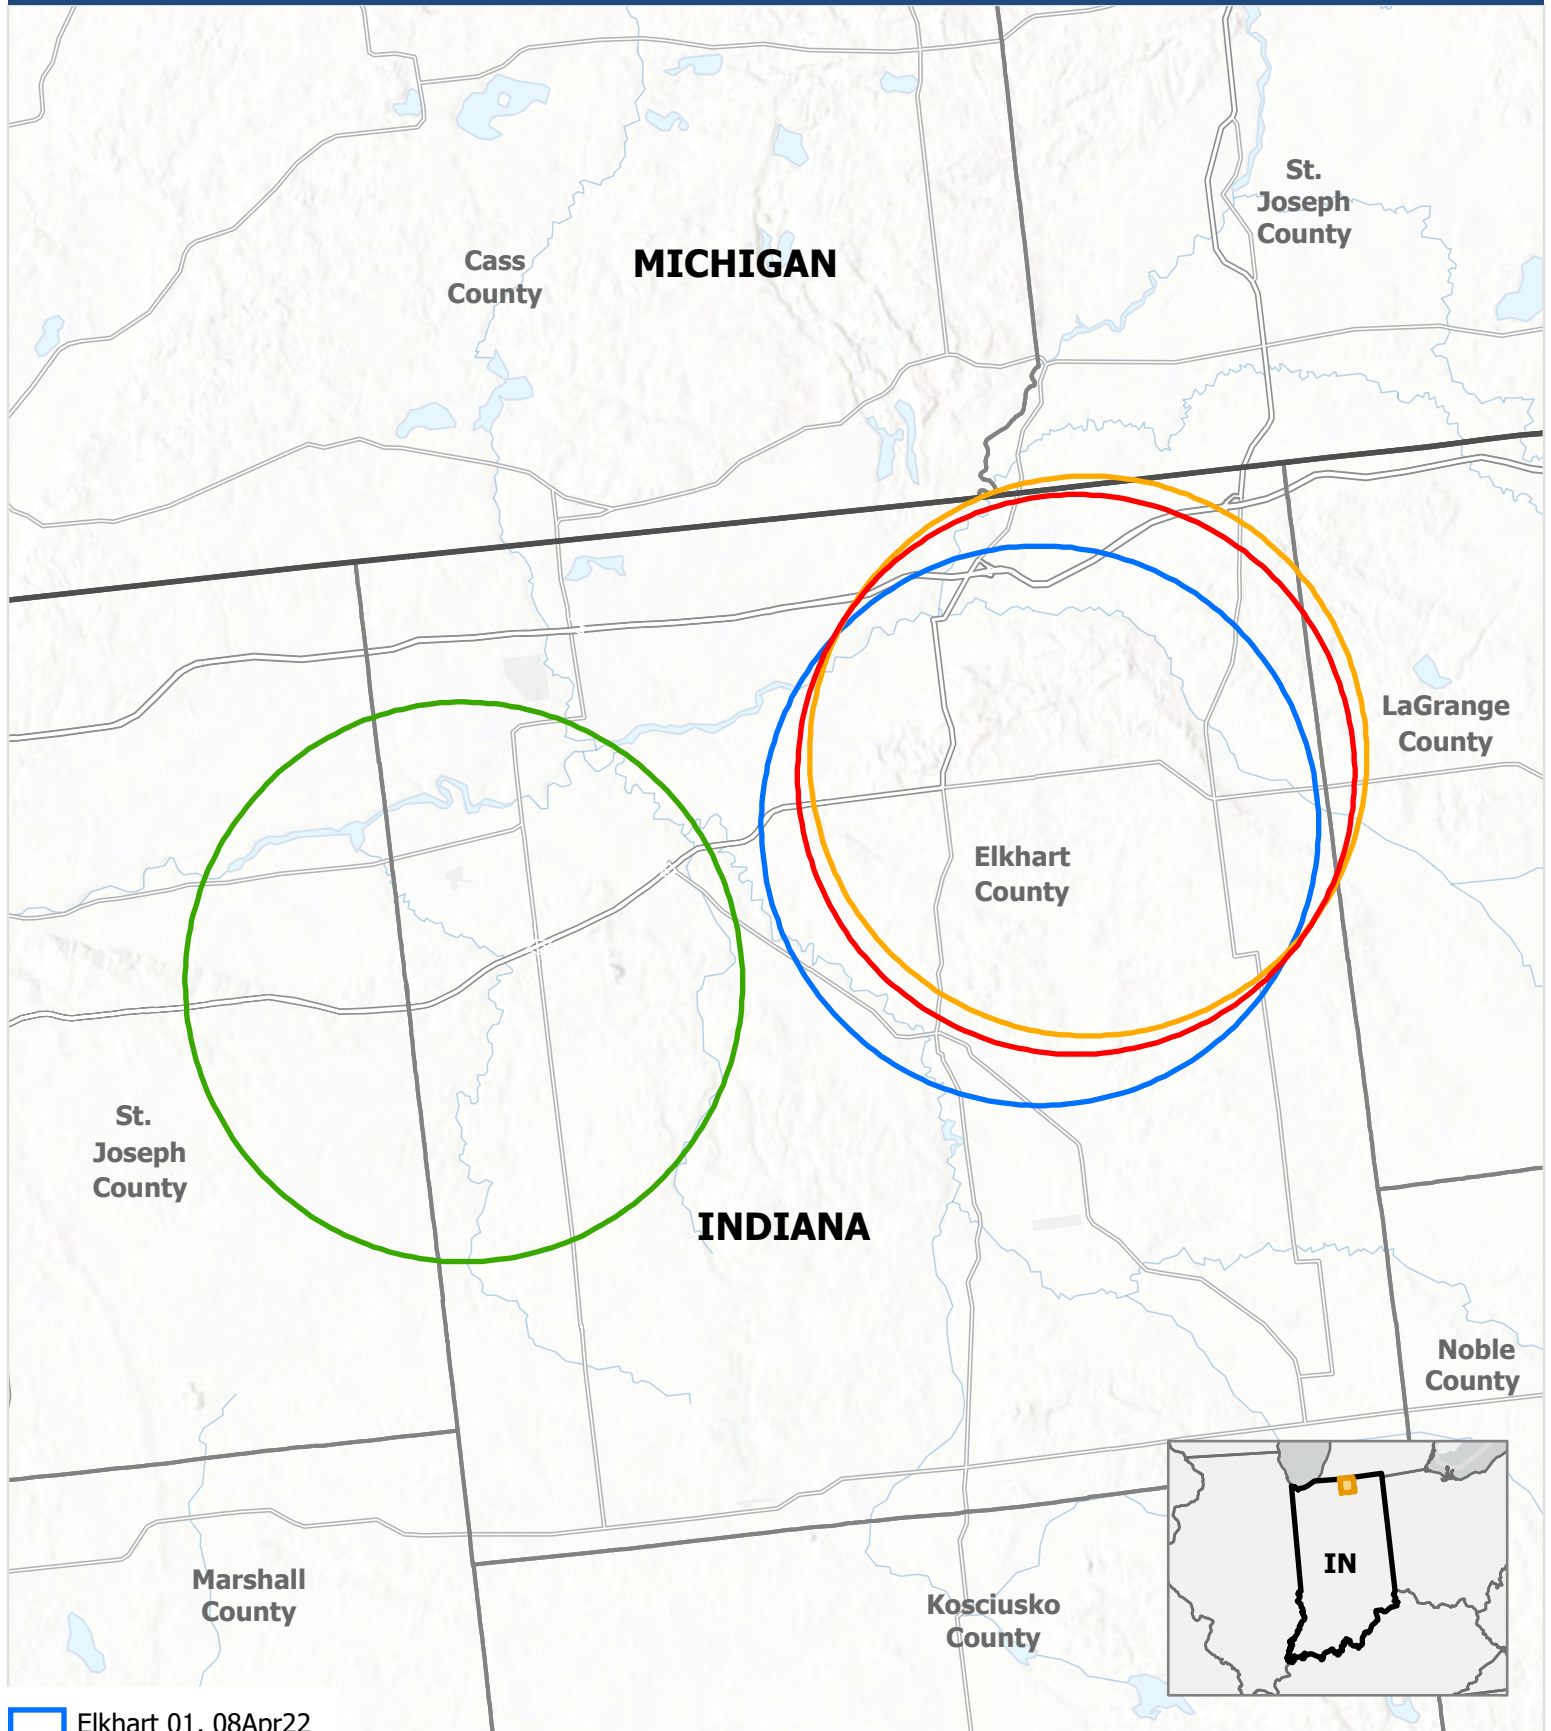 St.
Joseph
County
Cass
County
MICHIGAN
LaGrange
County
Elkhart
County
St.
Joseph
County
INDIANA
Noble
County
IN
Marshall
County
Kosciusko
County
Elkhart 01, 08Apr22